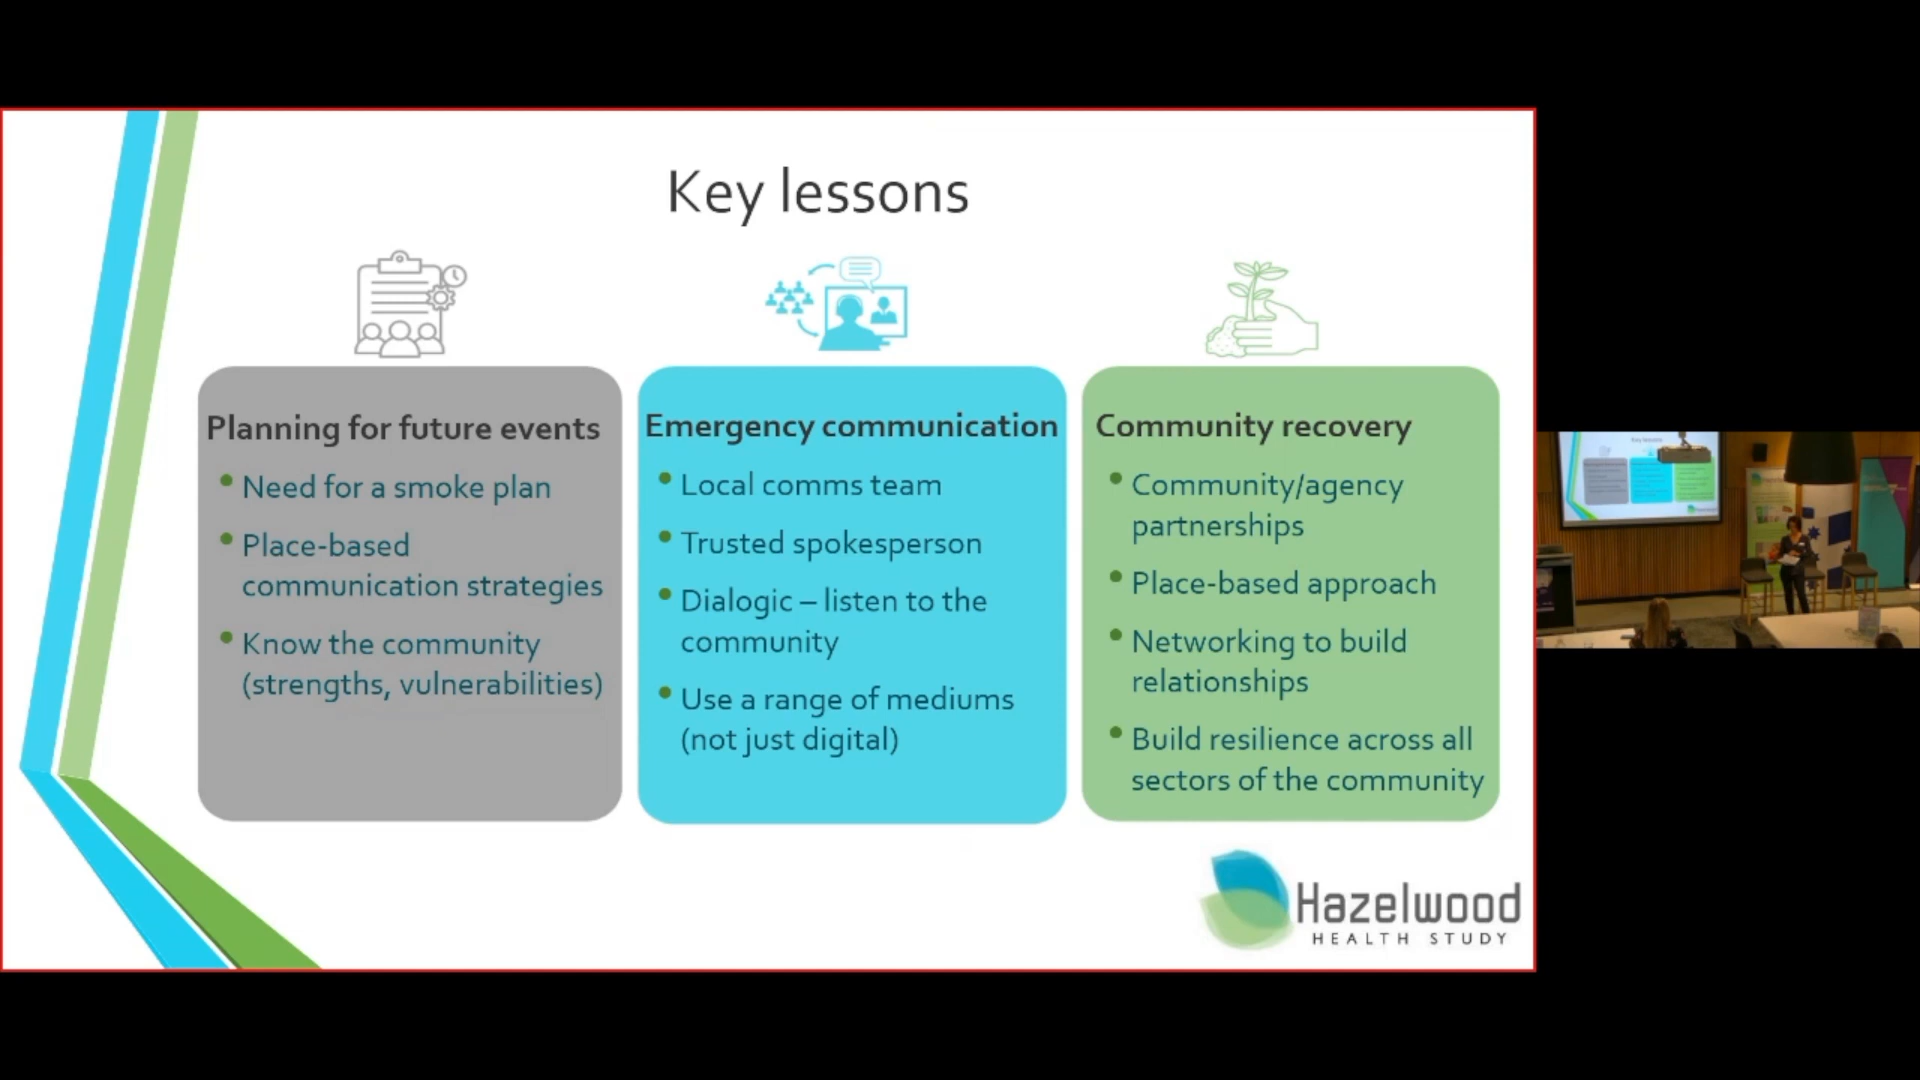 Key lessons
Planning for future events
Need for a smoke plan
Place-based
communication strategies
Know the community
(strengths, vulnerabilities)
Emergency communication
Local comms team
Trusted spokesperson
Dialogic – listen to the
community
Use a range of mediums
(not just digital)
Community recovery
Community/agency
partnerships
Place-based approach
Networking to build
relationships
Build resilience across all
sectors of the community
Hazelwood
HEALTH STUDY